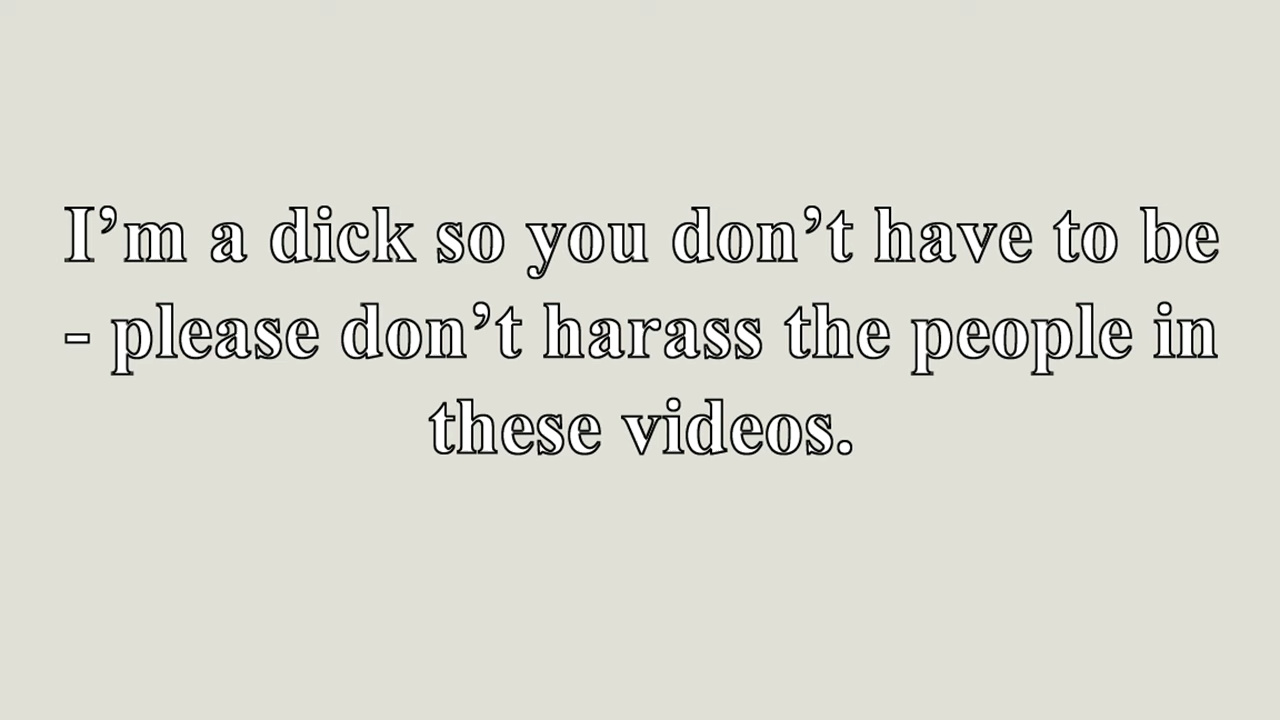 I’m a dick so you don’t have to be
- please don’t harass the people in
these videos.